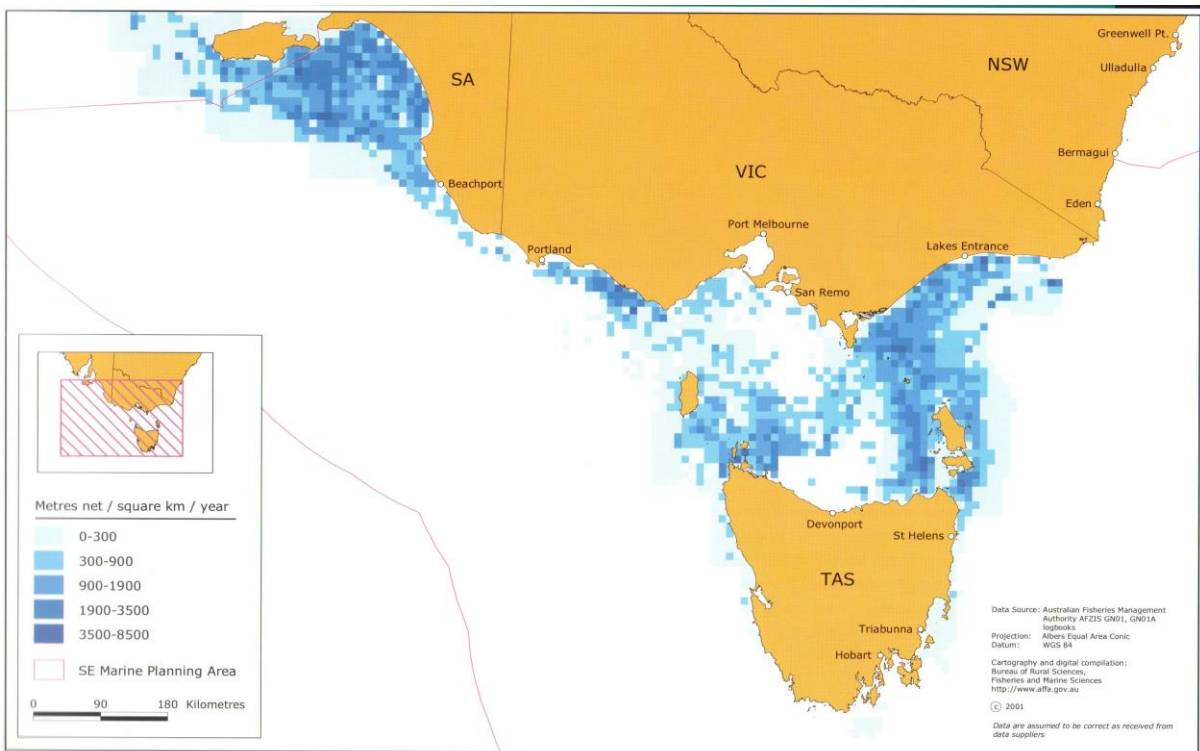 Greenwell Pt.
Ulladulla
NSW
SA
Bermagui
VIC
Beachport
Eden
Port Melbourne
Lakes Entrance
Portland
San Remo
Metres net / square km / year
0-300
300-900
900-1900
1900-3500
3500-8500
SE Marine Planning Area
0 90 180 Kilometres
Devonport
St Helens
TAS
Triabunna
Hobart
Data Source: Australian Fisheries Management
Authority AFZIS GN01, GN01A
logbooks
Projection: Albers Equal Area Conic
Datum: WGS 84
Cartography and digital compilation:
Bureau of Rural Sciences,
Fisheries and Marine Sciences
http://www.affa.gov.au
© 2001
Data are assumed to be correct as received from
data suppliers